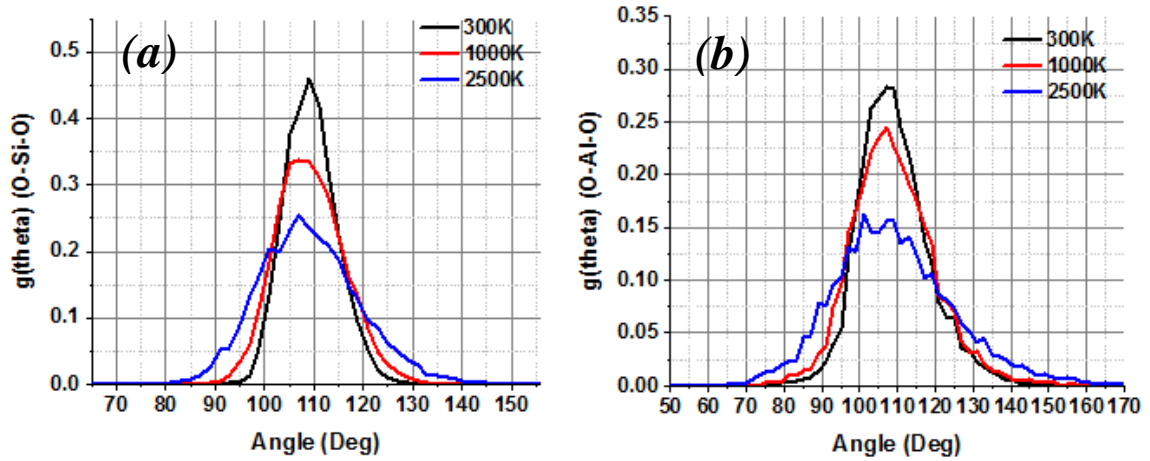 (a)
300K
1000K
2500K
g(theta) (O-Si-O)
0.5
0.4
0.3
0.2
0.1
0.0
70 80 90 100 110 120 130 140 150
Angle (Deg)
(b)
300K
1000K
2500K
g(theta) (O-Al-O)
0.35
0.30
0.25
0.20
0.15
0.10
0.05
0.00
50 60 70 80 90 100 110 120 130 140 150 160 170
Angle (Deg)